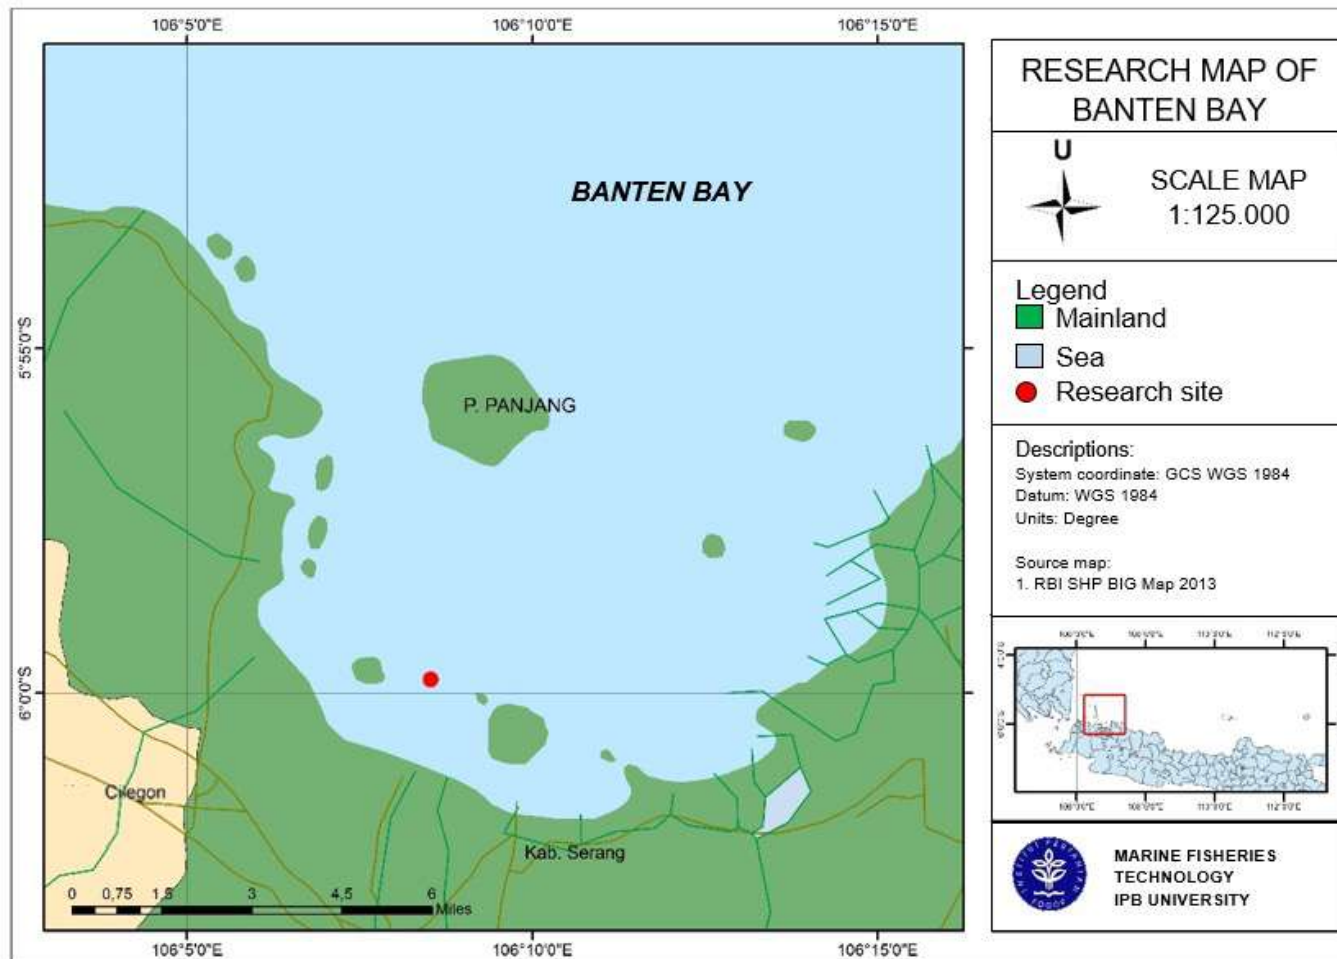 106°5'0"E 106°10'0"E 106°15'0"E
5°55'0"S
6°0'0"S
BANTEN BAY
P. PANJANG
Cilegon
Kab. Serang
0 0,75 1,5 3 4,5 6
Miles
106°5'0"E 106°10'0"E 106°15'0"E
RESEARCH MAP OF
BANTEN BAY
U
SCALE MAP
1:125.000
Legend
Mainland
Sea
Research site
Descriptions:
System coordinate: GCS WGS 1984
Datum: WGS 1984
Units: Degree
Source map:
1. RBI SHP BIG Map 2013
MARINE FISHERIES
TECHNOLOGY
IPB UNIVERSITY